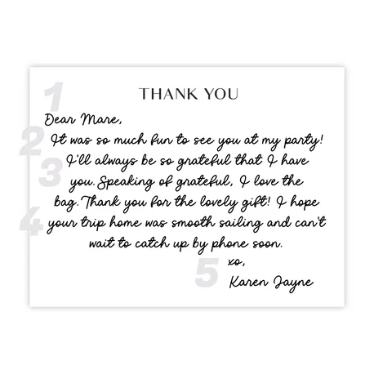 THANK YOU
1
Dear Mare,
2
It was so much fun to see you at my party!
I'll always be so grateful that I have
3
you. Speaking of grateful, I love the
bag. Thank you for the lovely gift! I hope
4
your trip home was smooth sailing and can't
wait to catch up by phone soon.
5
xo,
Karen Jayne